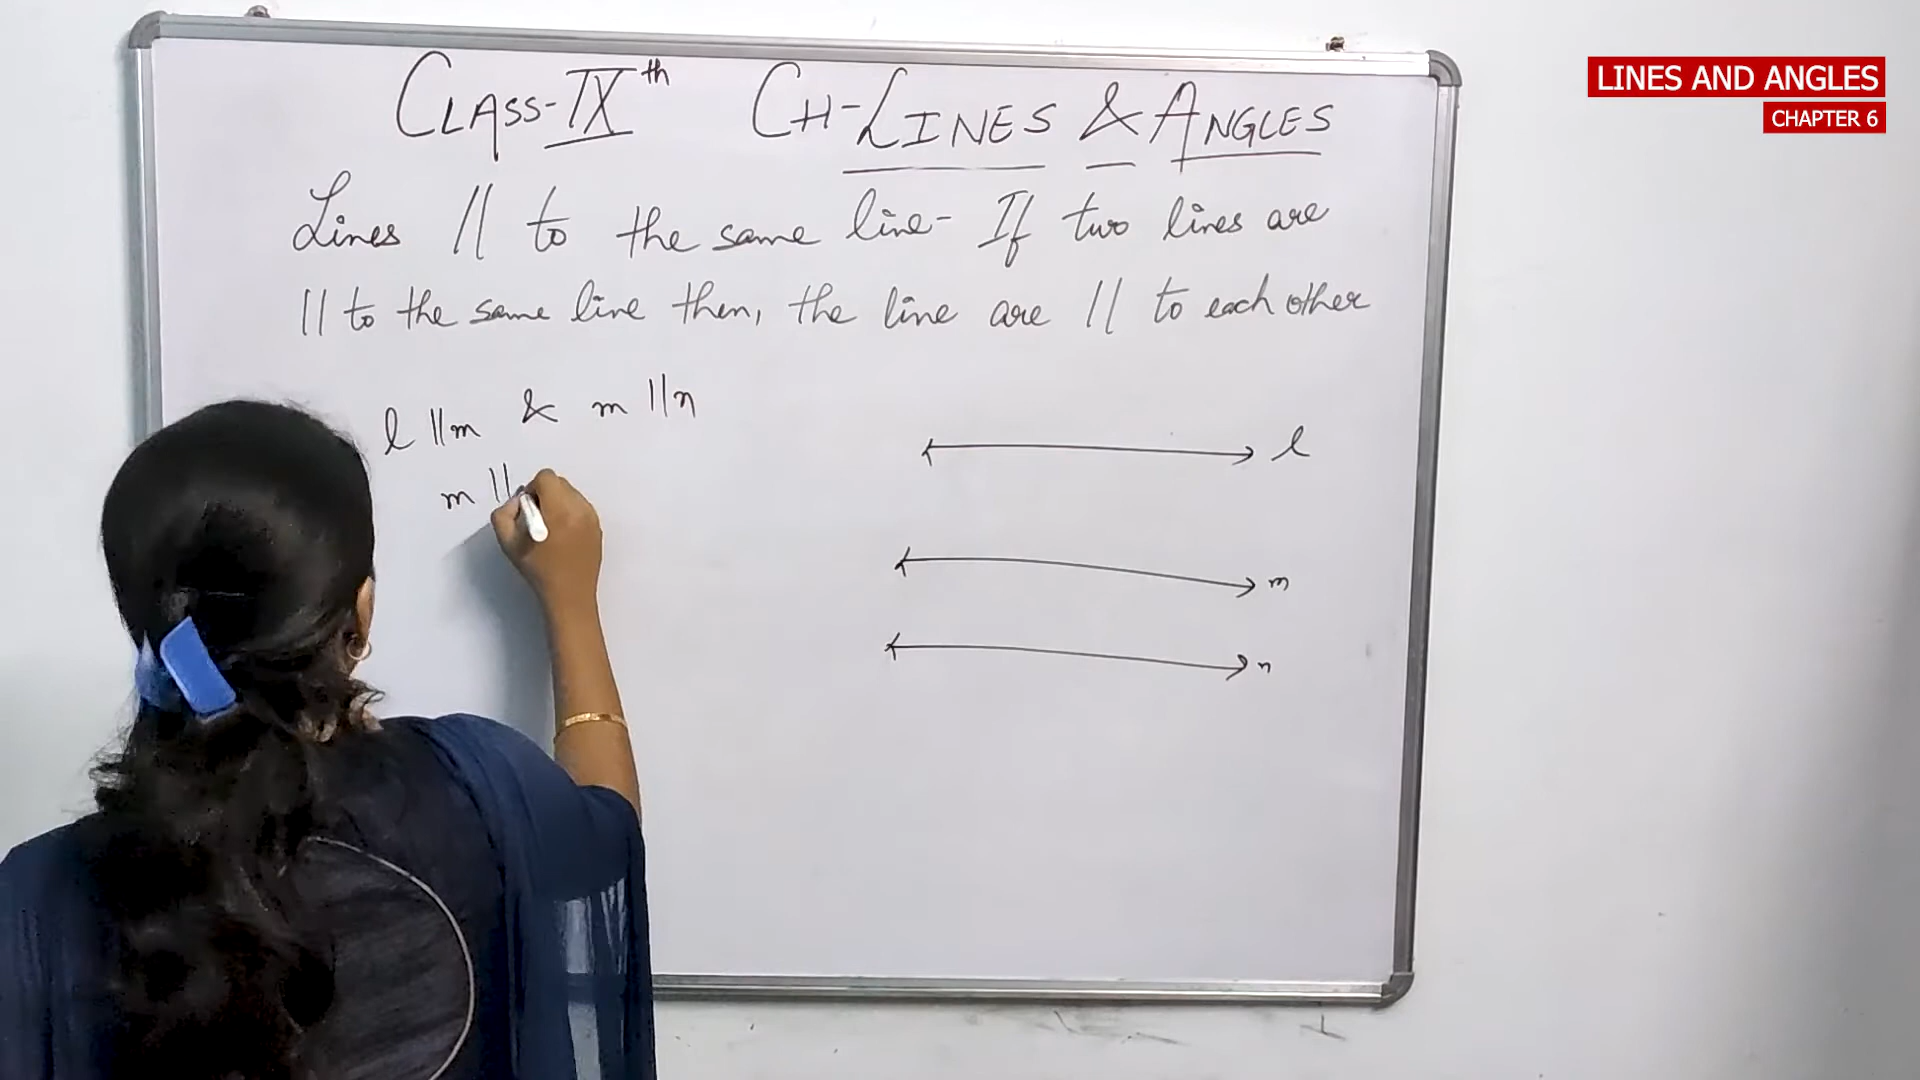 LINES AND ANGLES
CHAPTER 6
CLASS-IXth CH-LINES & ANGLES
Lines || to the same line- If two lines are
|| to the same line then, the line are || to each other
l ||m & m ||n
m ||
l
m
n